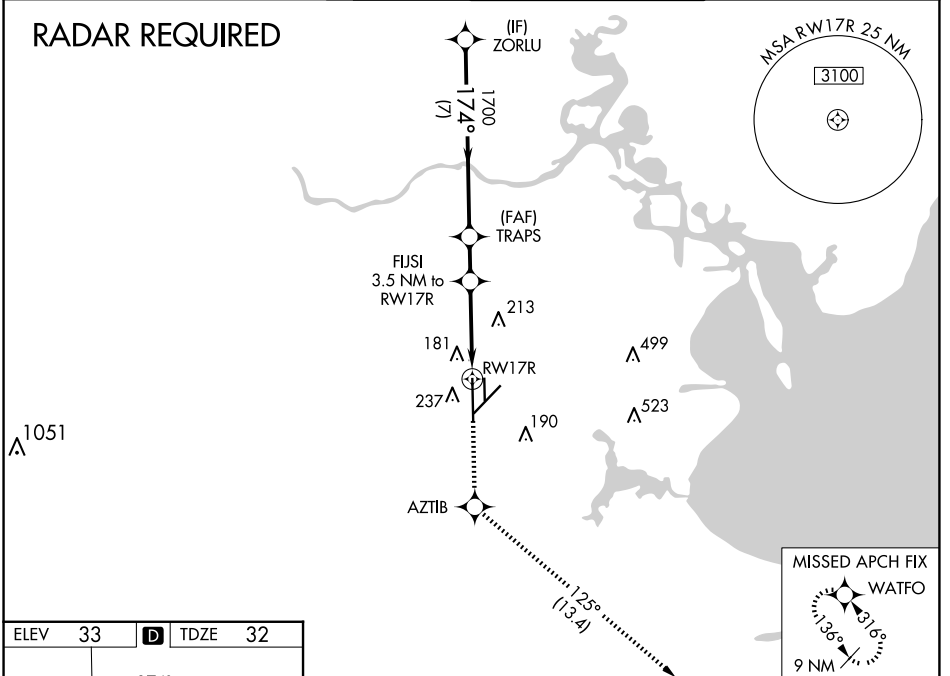 RADAR REQUIRED
(IF)
ZORLU
MSA RW17R 25 NM
3100
1700
174°
(7)
(FAF)
TRAPS
FIJSI
3.5 NM to
RW17R
213
181
499
RW17R
237
523
190
1051
AZTIB
MISSED APCH FIX
WATFO
125°
(13.4)
136°
316°
9 NM
ELEV 33 D TDZE 32